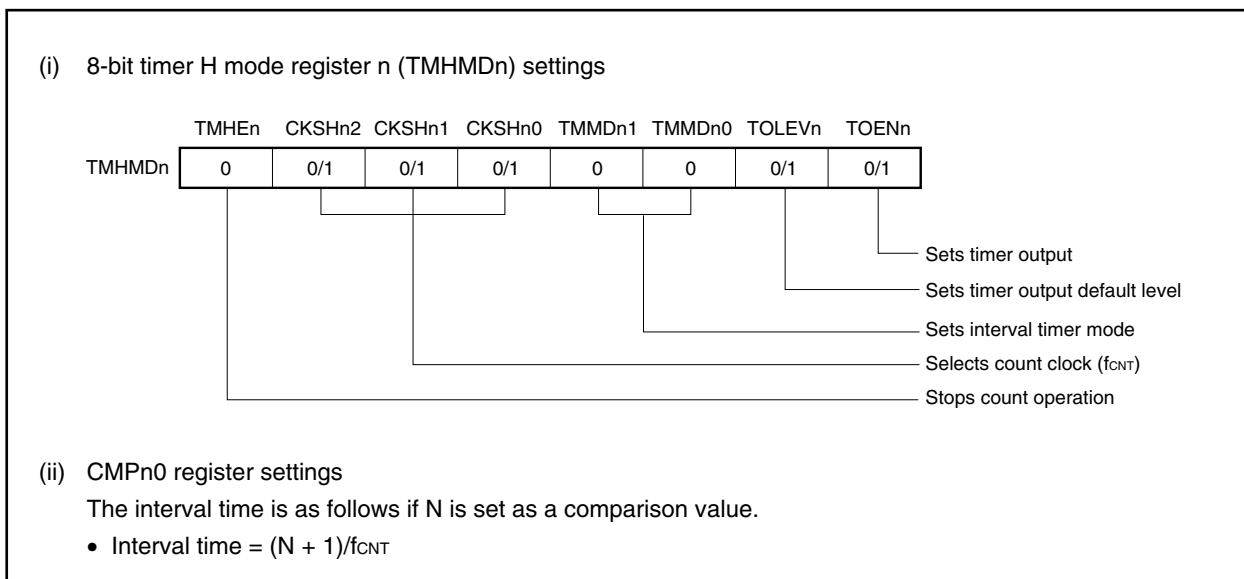 (i) 8-bit timer H mode register n (TMHMDn) settings
TMHEn CKSHn2 CKSHn1 CKSHn0 TMMDn1 TMMDn0 TOLEVn TOENn
TMHMDn 0 0/1 0/1 0/1 0 0 0/1 0/1
Sets timer output
Sets timer output default level
Sets interval timer mode
Selects count clock (fCNT)
Stops count operation
(ii) CMPn0 register settings
The interval time is as follows if N is set as a comparison value.
• Interval time = (N + 1)/fCNT